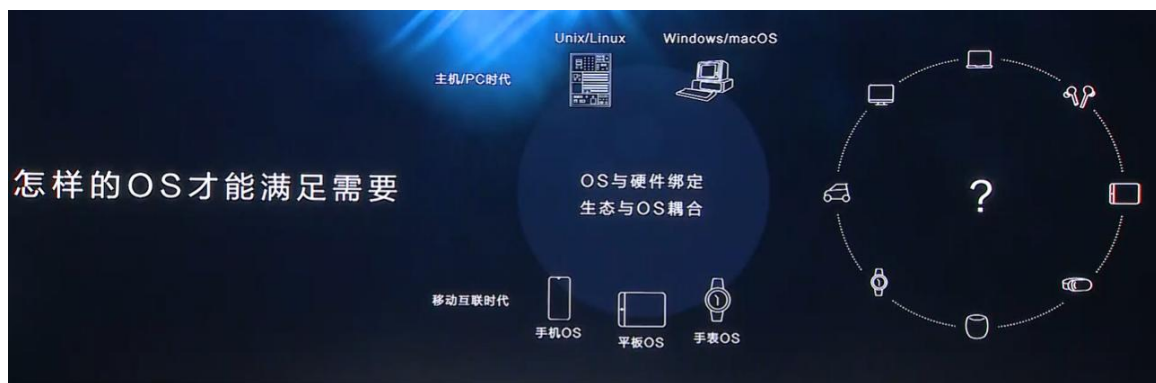 怎样的OS才能满足需要
Unix/Linux
Windows/macOS
主机/PC时代
OS与硬件绑定
生态与OS耦合
移动互联时代
手机OS
平板OS
手表OS
?